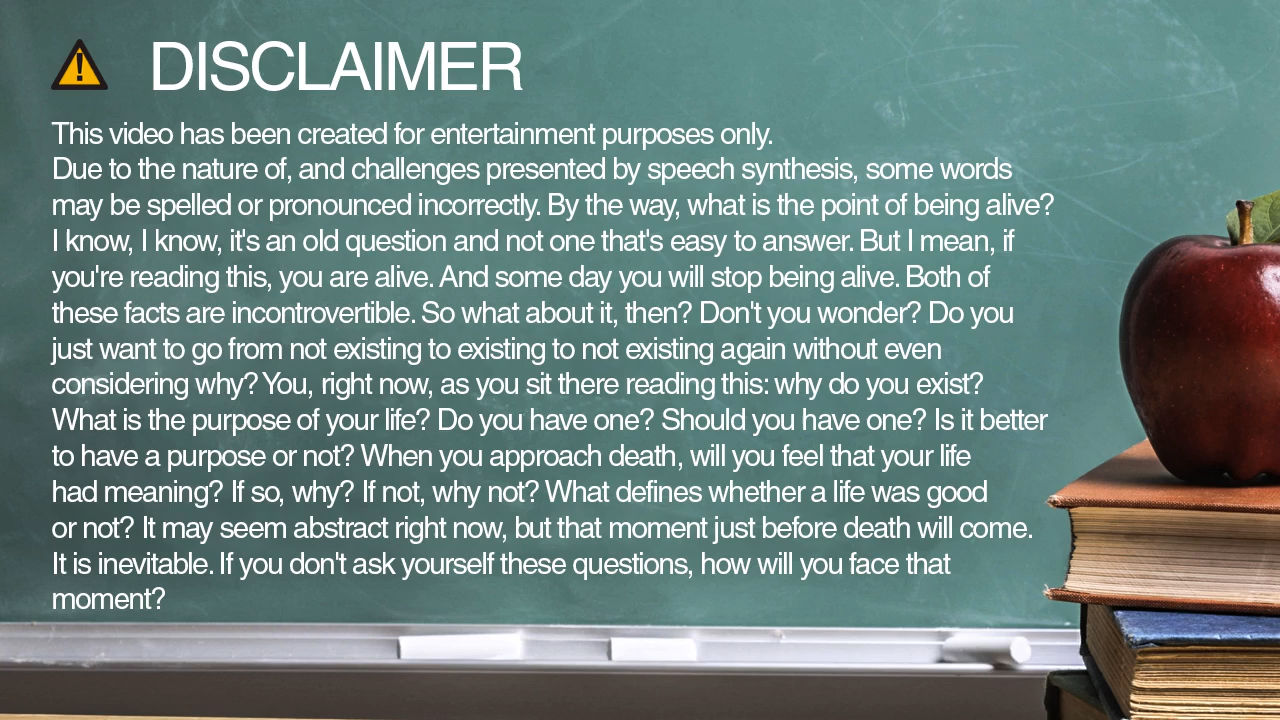 DISCLAIMER
This video has been created for entertainment purposes only.
Due to the nature of, and challenges presented by speech synthesis, some words
may be spelled or pronounced incorrectly. By the way, what is the point of being alive?
I know, I know, it's an old question and not one that's easy to answer. But I mean, if
you're reading this, you are alive. And some day you will stop being alive. Both of
these facts are incontrovertible. So what about it, then? Don't you wonder? Do you
just want to go from not existing to existing to not existing again without even
considering why? You, right now, as you sit there reading this: why do you exist?
What is the purpose of your life? Do you have one? Should you have one? Is it better
to have a purpose or not? When you approach death, will you feel that your life
had meaning? If so, why? If not, why not? What defines whether a life was good
or not? It may seem abstract right now, but that moment just before death will come.
It is inevitable. If you don't ask yourself these questions, how will you face that
moment?